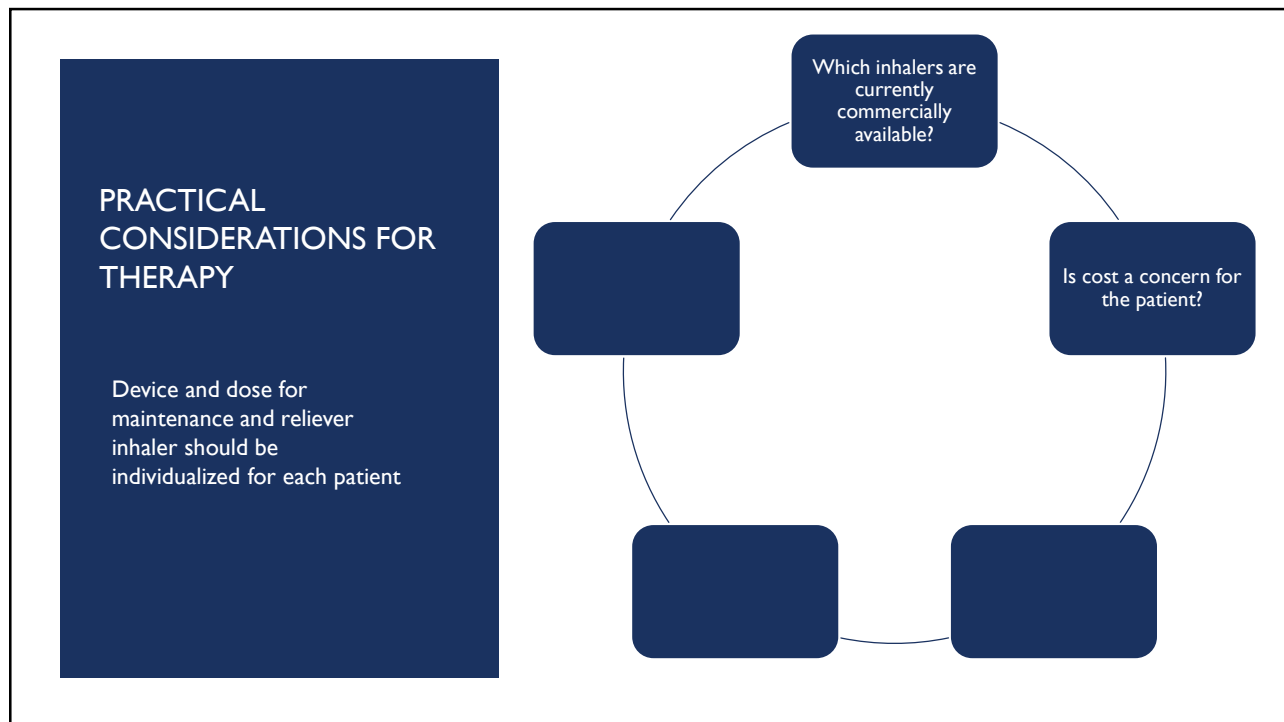 PRACTICAL
CONSIDERATIONS FOR
THERAPY
Device and dose for
maintenance and reliever
inhaler should be
individualized for each patient
Which inhalers are
currently
commercially
available?
Is cost a concern for
the patient?